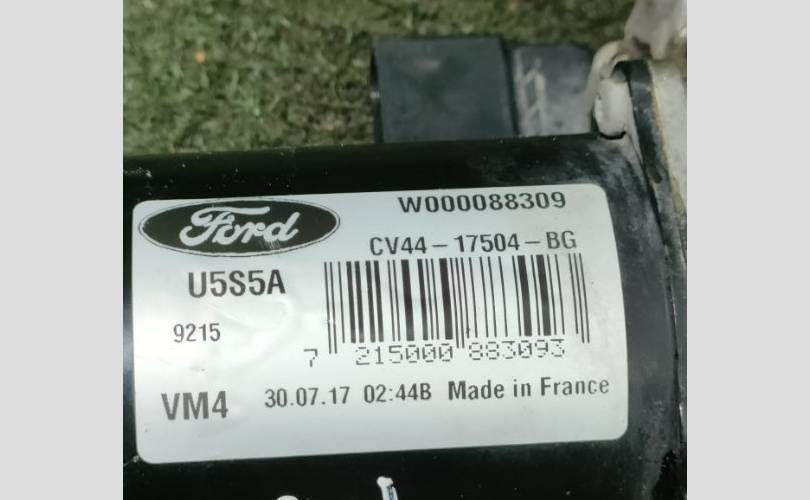 Ford
W000088309
CV44-17504-BG
U5S5A
9215
7 215000 883093
VM4
30.07.17 02:44B Made in France